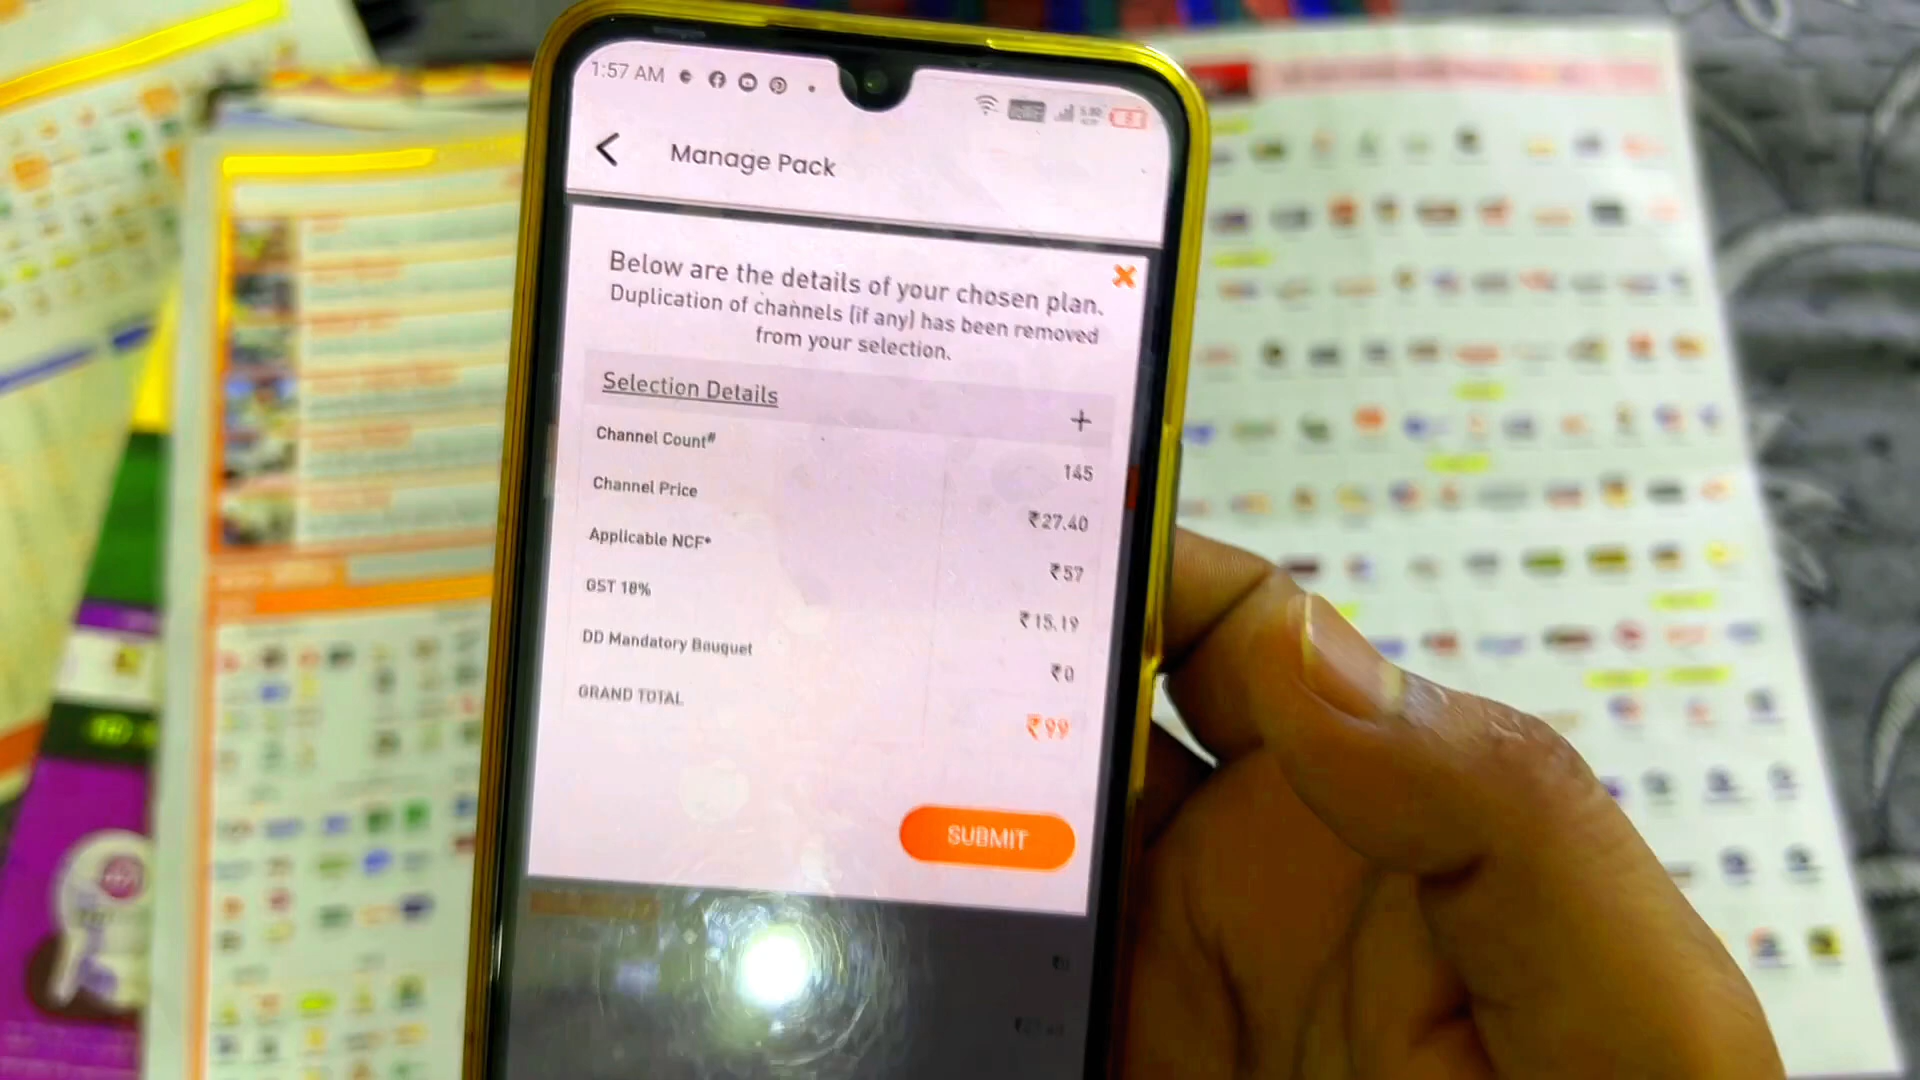 1:57 AM
Manage Pack
Below are the details of your chosen plan.
Duplication of channels (if any) has been removed
from your selection.
Selection Details +
Channel Count# 145
Channel Price ₹27.40
Applicable NCF* ₹57
GST 18% ₹15.19
DD Mandatory Bouquet ₹0
GRAND TOTAL ₹99
SUBMIT